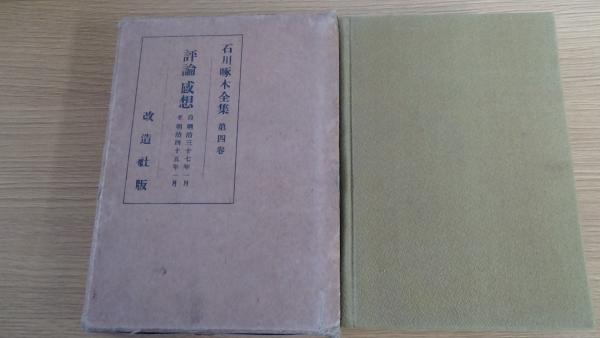 石川啄木全集 第四卷
評論 感想
自 明治三十七年一月
至 明治四十五年一月
改造社版